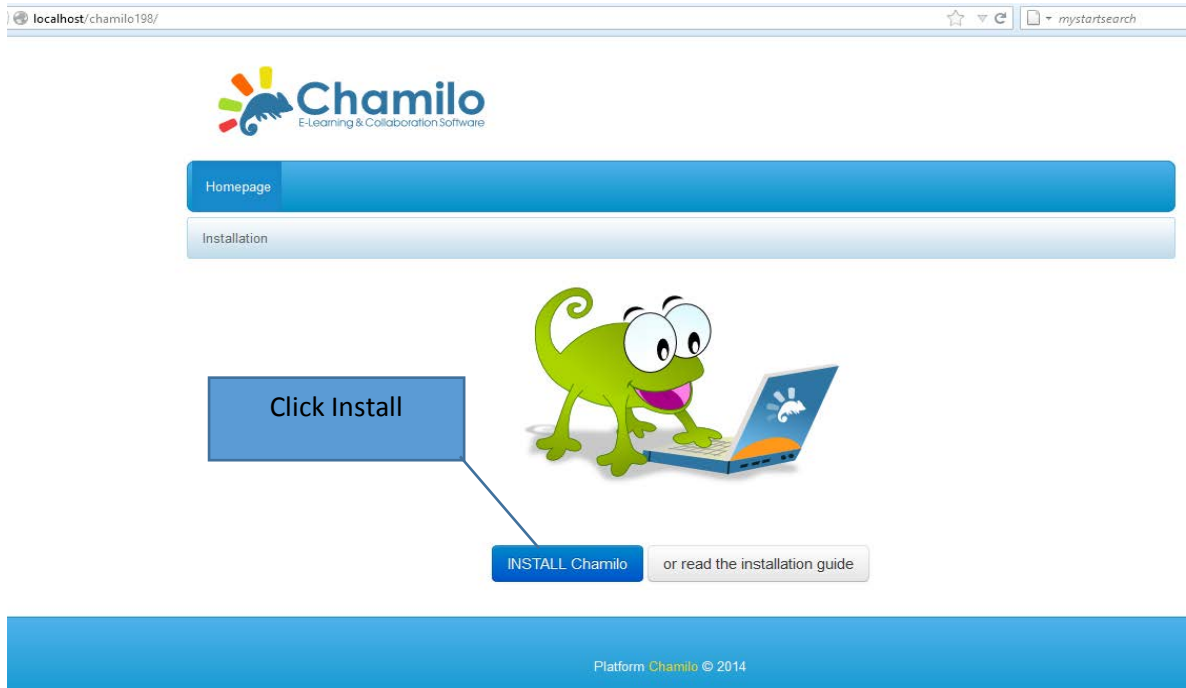 localhost/chamilo198/
mystartsearch
Chamilo
E-Learning & Collaboration Software
Homepage
Installation
Click Install
INSTALL Chamilo
or read the installation guide
Platform Chamilo © 2014